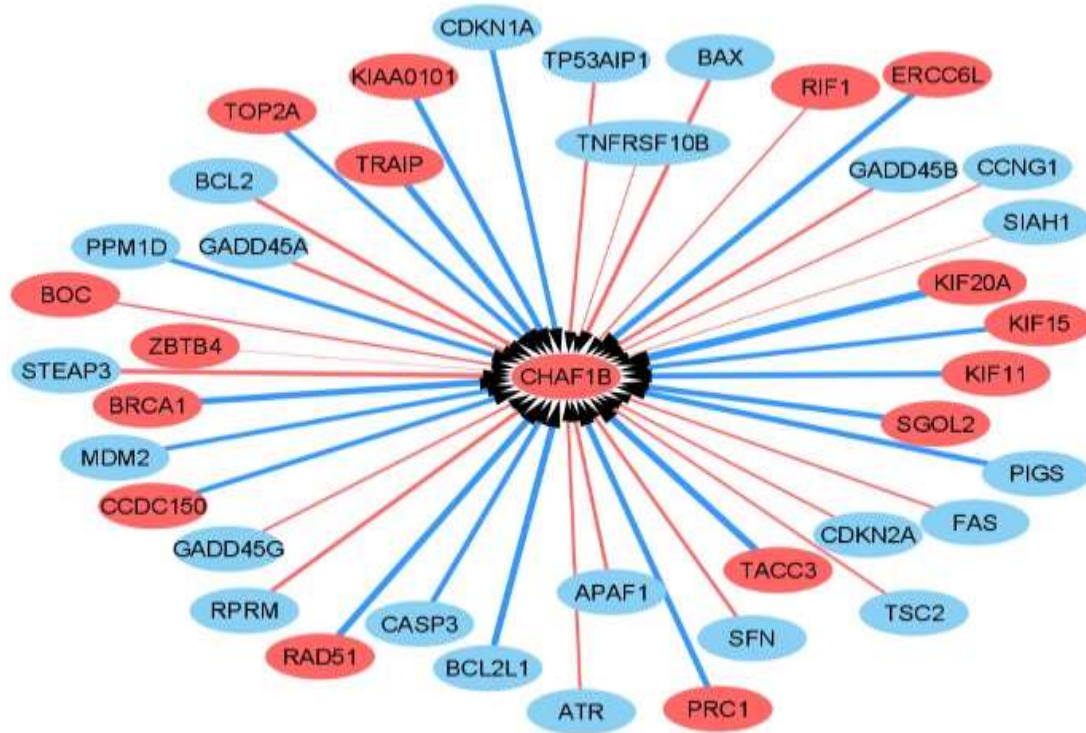 CDKN1A
TP53AIP1
BAX
KIAA0101
RIF1
ERCC6L
TOP2A
TNFRSF10B
TRAIP
GADD45B
CCNG1
BCL2
SIAH1
PPM1D
GADD45A
KIF20A
BOC
KIF15
ZBTB4
STEAP3
CHAF1B
KIF11
BRCA1
SGOL2
MDM2
PIGS
CCDC150
FAS
CDKN2A
GADD45G
TACC3
APAF1
RPRM
TSC2
CASP3
SFN
RAD51
BCL2L1
PRC1
ATR